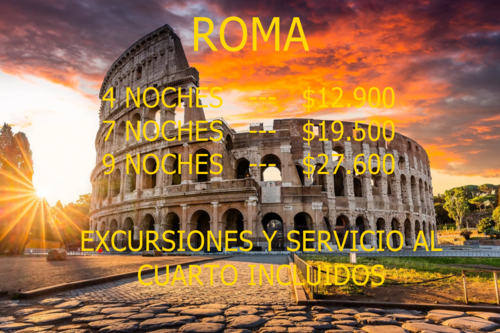 ROMA
4 NOCHES --- $12.900
7 NOCHES --- $19.500
9 NOCHES --- $27.600
EXCURSIONES Y SERVICIO AL
CUARTO INCLUIDOS